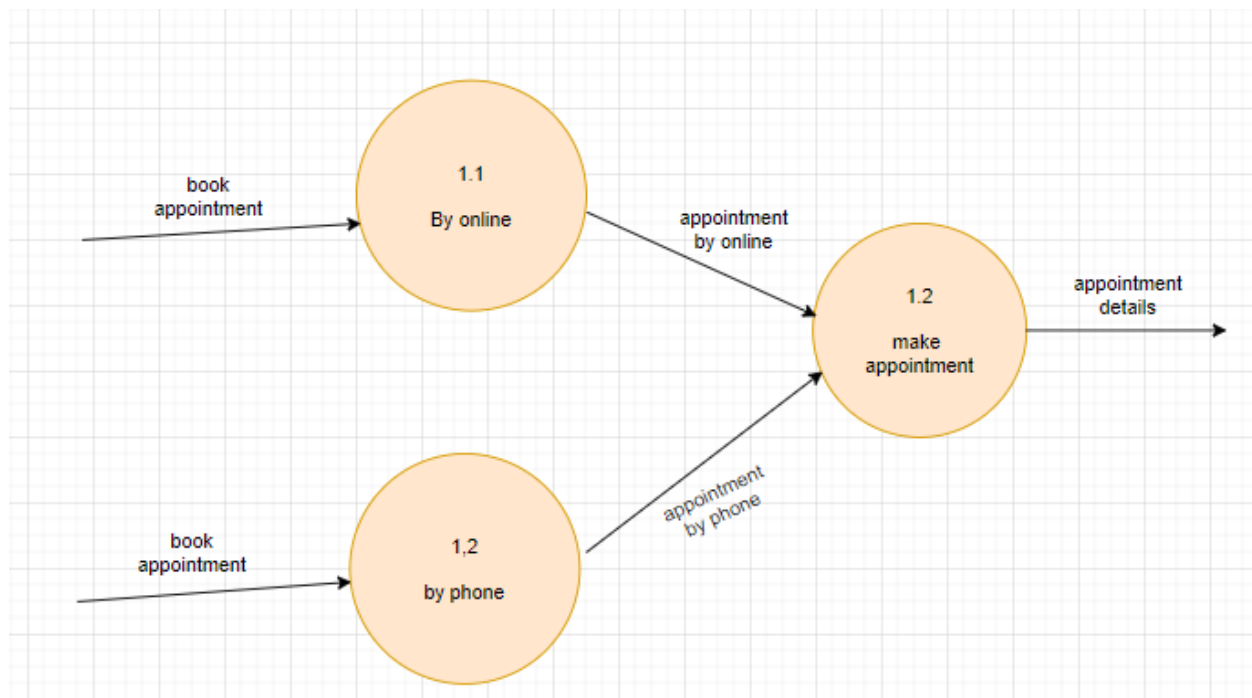 book
appointment
1.1
By online
appointment
by online
1.2
make
appointment
appointment
details
book
appointment
1,2
by phone
appointment
by phone